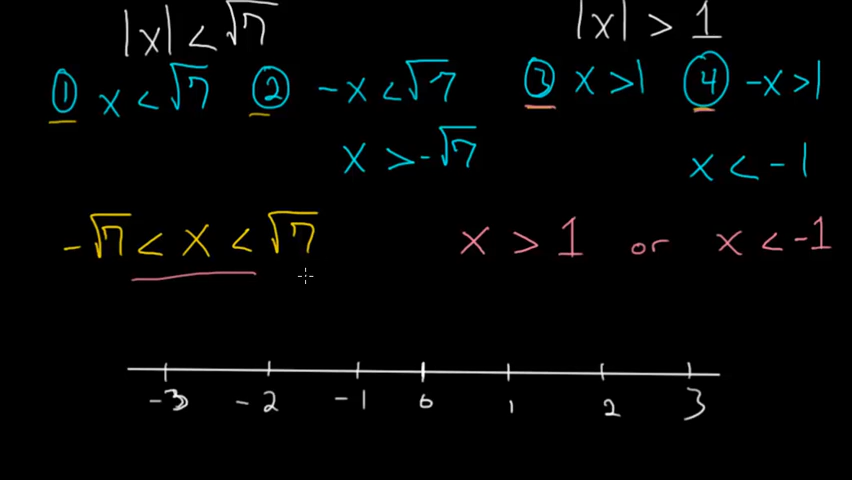 |x| < √7 |x| > 1
① x < √7 ② -x < √7 ③ x > 1 ④ -x > 1
x > -√7 x < -1
-√7 < x < √7 x > 1 or x < -1
-3 -2 -1 0 1 2 3